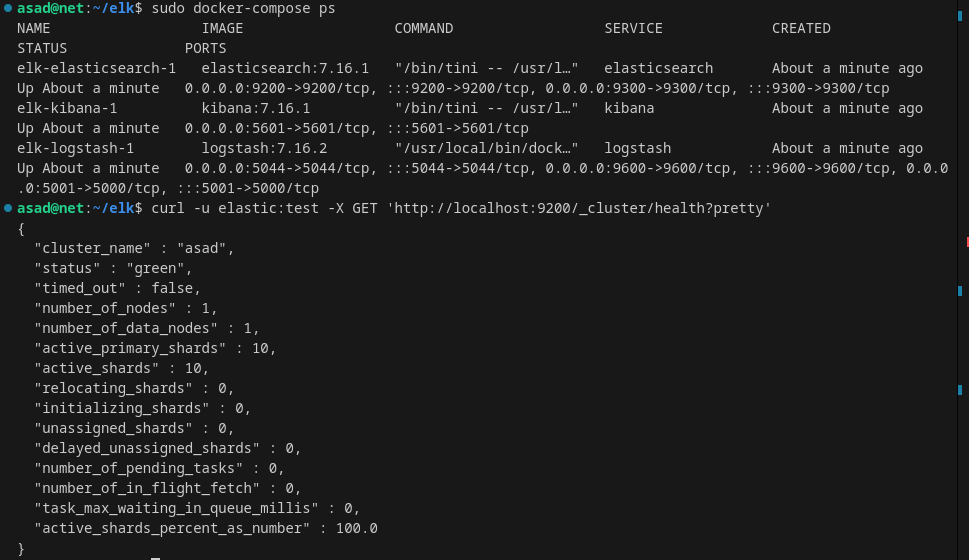 asad@net:~/elk$ sudo docker-compose ps
NAME                  IMAGE                  COMMAND                  SERVICE             CREATED
STATUS              PORTS
elk-elasticsearch-1   elasticsearch:7.16.1   "/bin/tini -- /usr/l…"   elasticsearch       About a minute ago
Up About a minute   0.0.0.0:9200->9200/tcp, :::9200->9200/tcp, 0.0.0.0:9300->9300/tcp, :::9300->9300/tcp
elk-kibana-1          kibana:7.16.1          "/bin/tini -- /usr/l…"   kibana              About a minute ago
Up About a minute   0.0.0.0:5601->5601/tcp, :::5601->5601/tcp
elk-logstash-1        logstash:7.16.2        "/usr/local/bin/dock…"   logstash            About a minute ago
Up About a minute   0.0.0.0:5044->5044/tcp, :::5044->5044/tcp, 0.0.0.0:9600->9600/tcp, :::9600->9600/tcp, 0.0.0
.0:5001->5000/tcp, :::5001->5000/tcp
asad@net:~/elk$ curl -u elastic:test -X GET 'http://localhost:9200/_cluster/health?pretty'
{
  "cluster_name" : "asad",
  "status" : "green",
  "timed_out" : false,
  "number_of_nodes" : 1,
  "number_of_data_nodes" : 1,
  "active_primary_shards" : 10,
  "active_shards" : 10,
  "relocating_shards" : 0,
  "initializing_shards" : 0,
  "unassigned_shards" : 0,
  "delayed_unassigned_shards" : 0,
  "number_of_pending_tasks" : 0,
  "number_of_in_flight_fetch" : 0,
  "task_max_waiting_in_queue_millis" : 0,
  "active_shards_percent_as_number" : 100.0
}